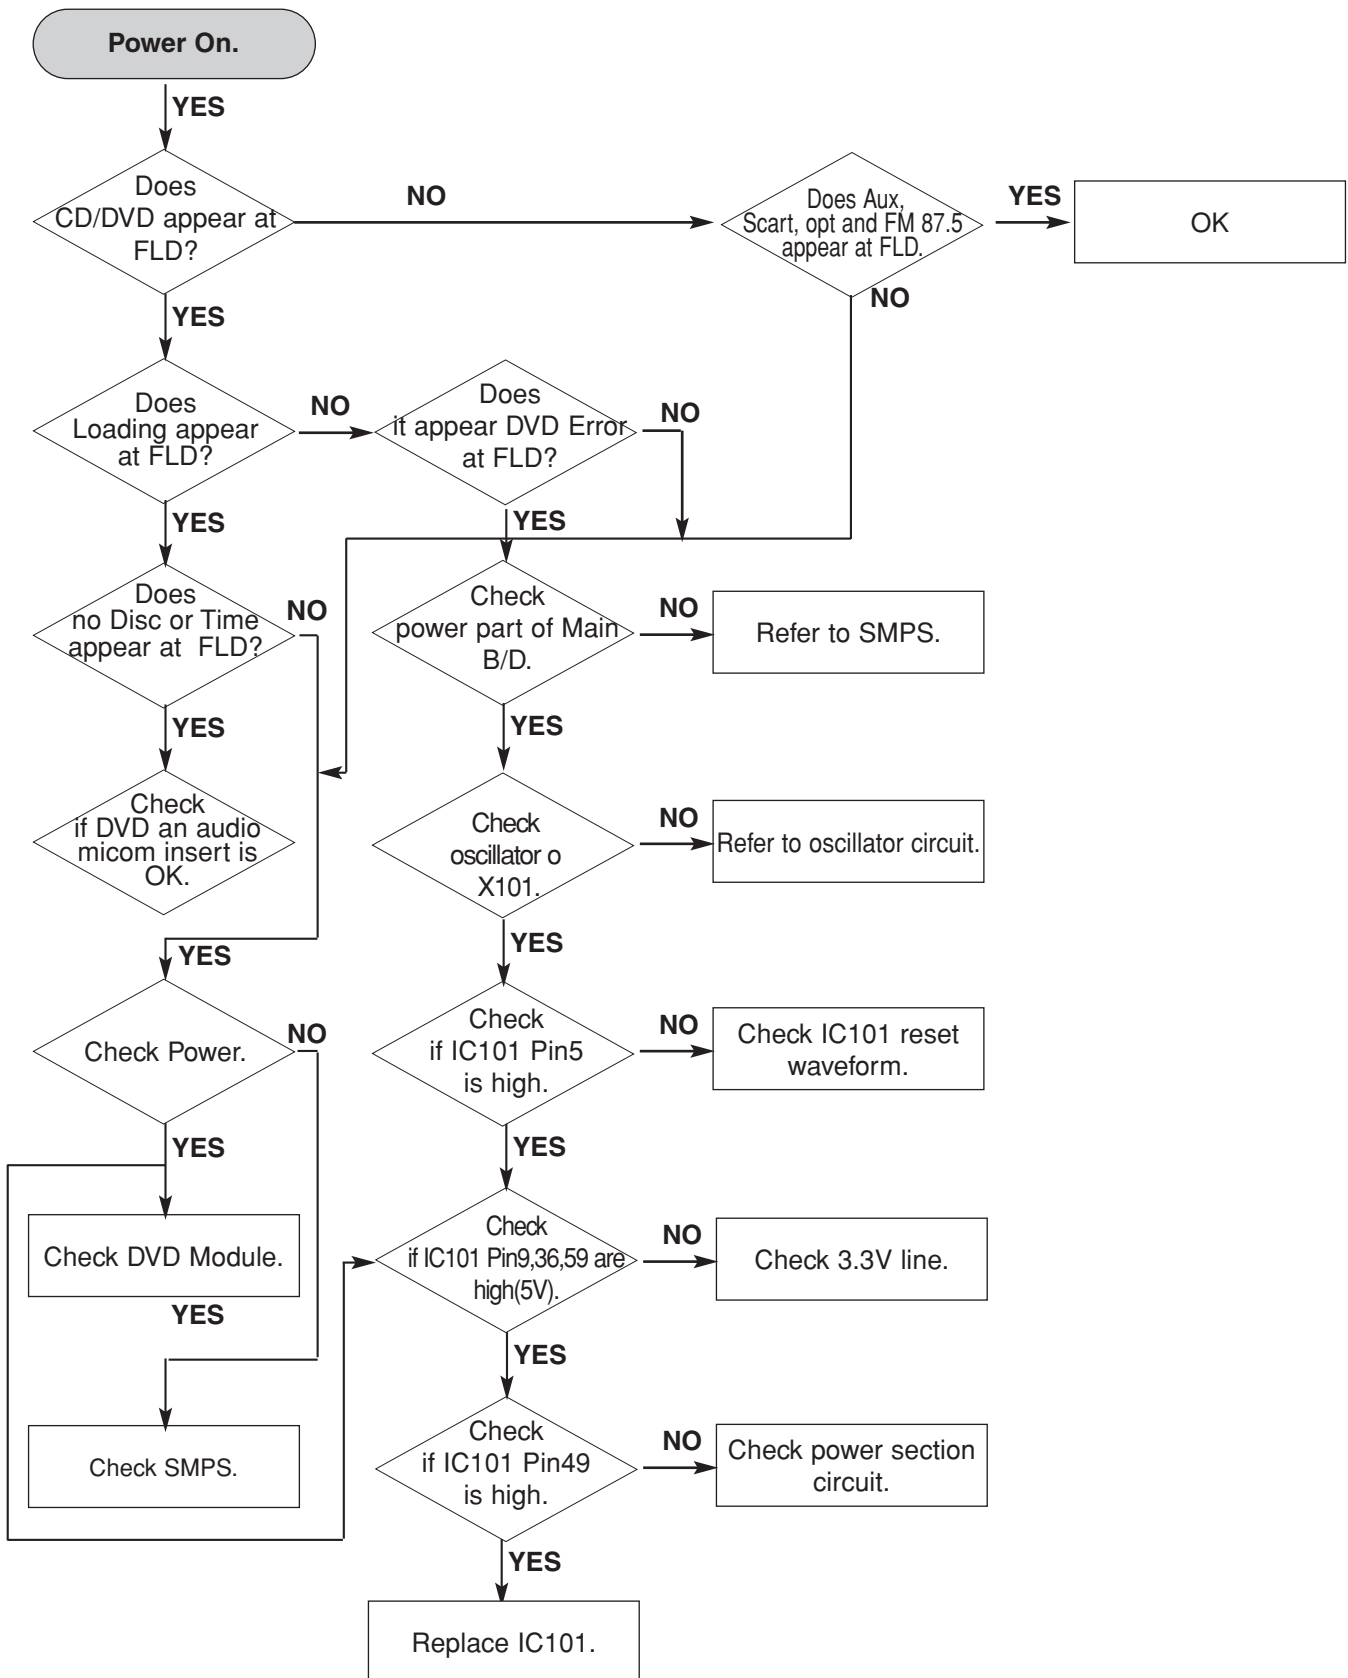 Power On.
YES
Does
CD/DVD appear at
FLD?
NO
Does Aux,
Scart, opt and FM 87.5
appear at FLD.
YES
OK
NO
YES
Does
Loading appear
at FLD?
NO
Does
it appear DVD Error
at FLD?
NO
YES
YES
Does
no Disc or Time
appear at FLD?
NO
Check
power part of Main
B/D.
NO
Refer to SMPS.
YES
YES
Check
if DVD an audio
micom insert is
OK.
Check
oscillator o
X101.
NO
Refer to oscillator circuit.
YES
YES
Check Power.
NO
Check
if IC101 Pin5
is high.
NO
Check IC101 reset
waveform.
YES
YES
Check DVD Module.
YES
Check
if IC101 Pin9,36,59 are
high(5V).
NO
Check 3.3V line.
YES
Check SMPS.
Check
if IC101 Pin49
is high.
NO
Check power section
circuit.
YES
Replace IC101.